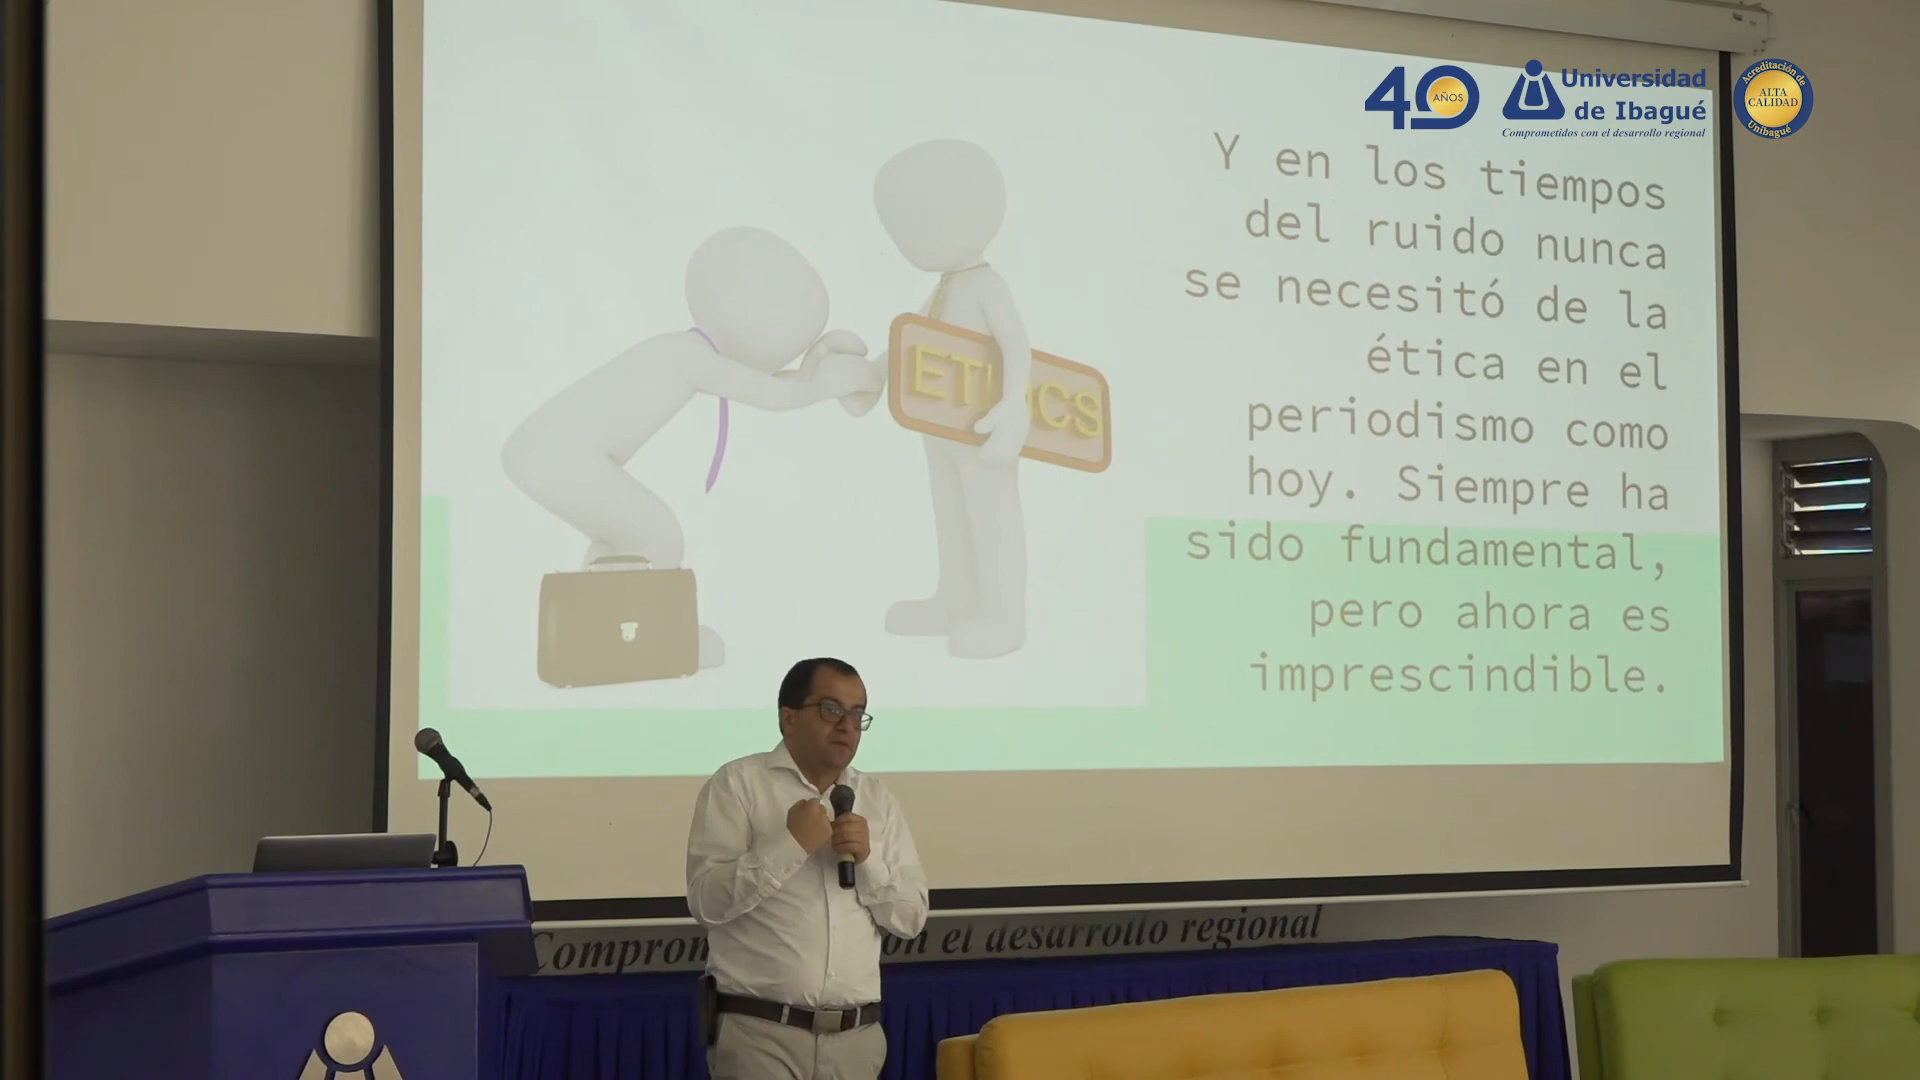 40 AÑOS
Universidad
de Ibagué
Comprometidos con el desarrollo regional
Acreditación de
ALTA
CALIDAD
Unibagué
Y en los tiempos
del ruido nunca
se necesitó de la
ética en el
periodismo como
hoy. Siempre ha
sido fundamental,
pero ahora es
imprescindible.
ET CS
el desarrollo regional